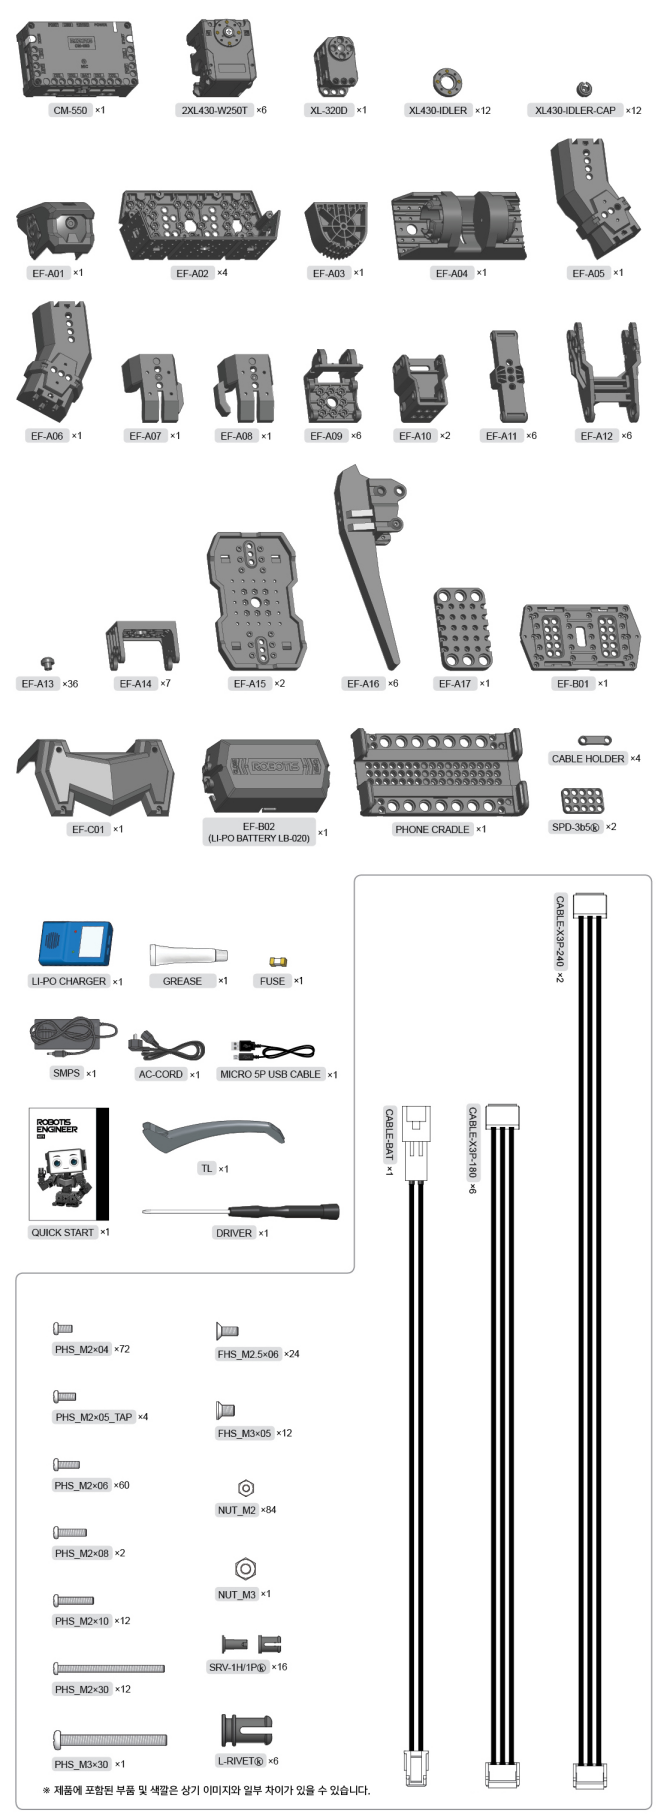 CM-550 ×1
2XL430-W250T ×6
XL-320D ×1
XL430-IDLER ×12
XL430-IDLER-CAP ×12
EF-A01 ×1
EF-A02 ×4
EF-A03 ×1
EF-A04 ×1
EF-A05 ×1
EF-A06 ×1
EF-A07 ×1
EF-A08 ×1
EF-A09 ×6
EF-A10 ×2
EF-A11 ×6
EF-A12 ×6
EF-A13 ×36
EF-A14 ×7
EF-A15 ×2
EF-A16 ×6
EF-A17 ×1
EF-B01 ×1
EF-C01 ×1
ROBOTIS
EF-B02
(LI-PO BATTERY LB-020) ×1
PHONE CRADLE ×1
CABLE HOLDER ×4
SPD-3b5ⓚ ×2
LI-PO CHARGER ×1
GREASE ×1
FUSE ×1
SMPS ×1
AC-CORD ×1
MICRO 5P USB CABLE ×1
ROBOTIS
ENGINEER
QUICK START ×1
TL ×1
DRIVER ×1
CABLE-BAT ×1
CABLE-X3P-180 ×6
CABLE-X3P-240 ×2
PHS_M2×04 ×72
PHS_M2×05_TAP ×4
PHS_M2×06 ×60
PHS_M2×08 ×2
PHS_M2×10 ×12
PHS_M2×30 ×12
PHS_M3×30 ×1
FHS_M2.5×06 ×24
FHS_M3×05 ×12
NUT_M2 ×84
NUT_M3 ×1
SRV-1H/1Pⓚ ×16
L-RIVETⓚ ×6
※ 제품에 포함된 부품 및 색깔은 상기 이미지와 일부 차이가 있을 수 있습니다.